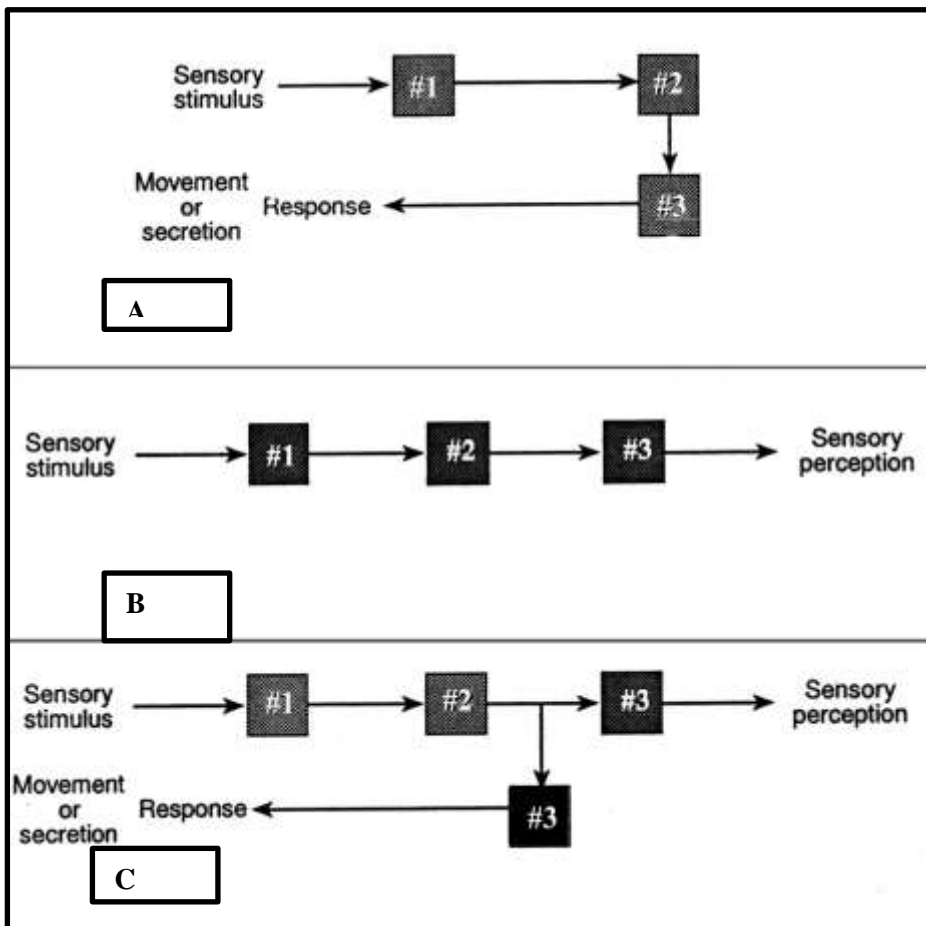 Sensory
stimulus
#1
#2
Movement
or
secretion
Response
#3
A
Sensory
stimulus
#1
#2
#3
Sensory
perception
B
Sensory
stimulus
#1
#2
#3
Sensory
perception
Movement
or
secretion
Response
#3
C